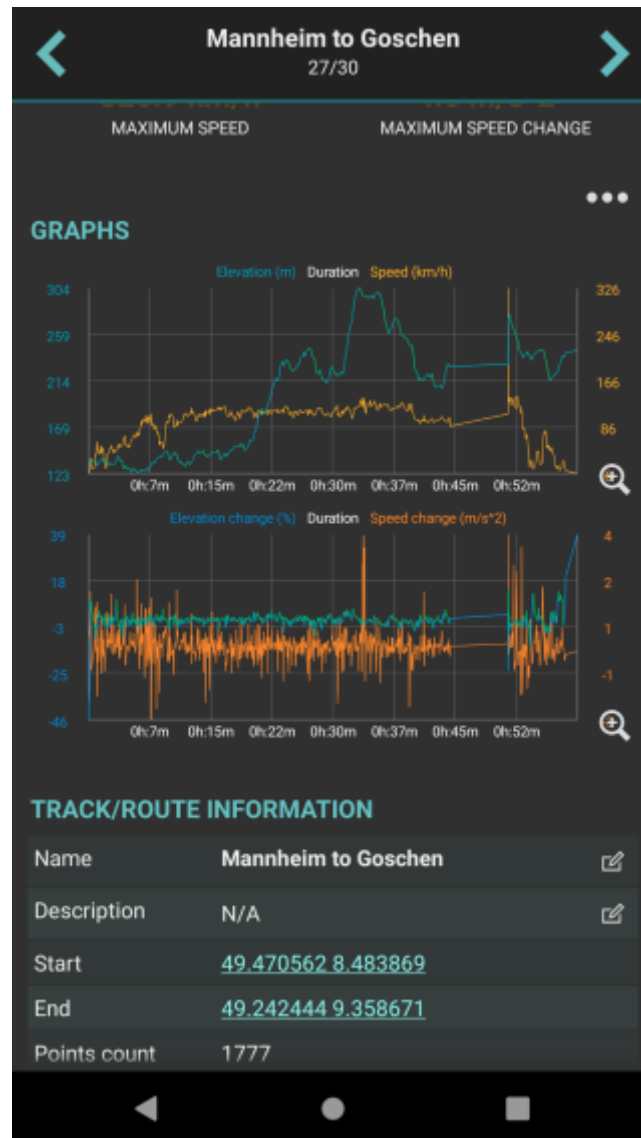 Mannheim to Goschen
27/30
MAXIMUM SPEED MAXIMUM SPEED CHANGE
GRAPHS
Elevation (m) Duration Speed (km/h)
304 326
259 246
214 166
169 86
123
0h:7m 0h:15m 0h:22m 0h:30m 0h:37m 0h:45m 0h:52m
Elevation change (%) Duration Speed change (m/s*2)
39 4
18 2
-3 1
-25 -1
-46
0h:7m 0h:15m 0h:22m 0h:30m 0h:37m 0h:45m 0h:52m
TRACK/ROUTE INFORMATION
Name Mannheim to Goschen
Description N/A
Start 49.470562 8.483869
End 49.242444 9.358671
Points count 1777